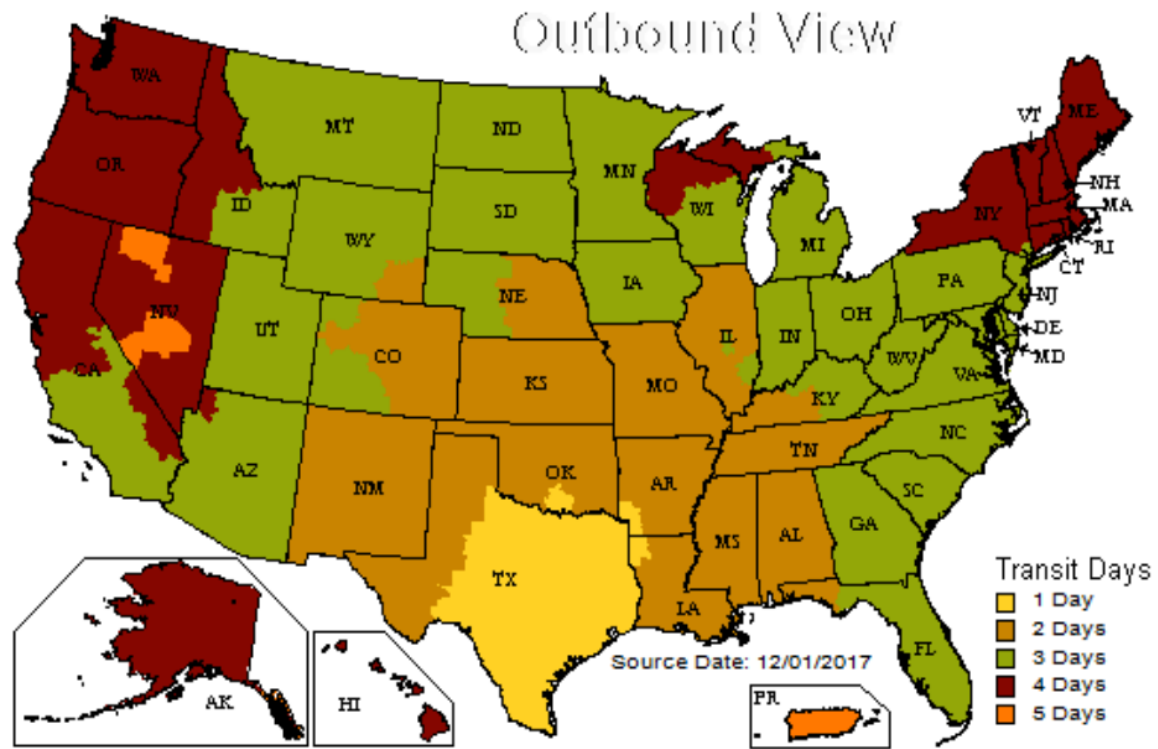 Outbound View
WA
MT
ND
VT
ME
OR
MN
ID
SD
WI
NH
MA
NY
WY
MI
RI
CT
IA
PA
NE
NV
UT
OH
NJ
IL
IN
DE
CO
WV
MD
CA
VA
KS
MO
KY
NC
TN
AZ
OK
NM
AR
SC
GA
MS
AL
TX
LA
Transit Days
1 Day
2 Days
3 Days
4 Days
5 Days
FL
Source Date: 12/01/2017
PR
AK
HI